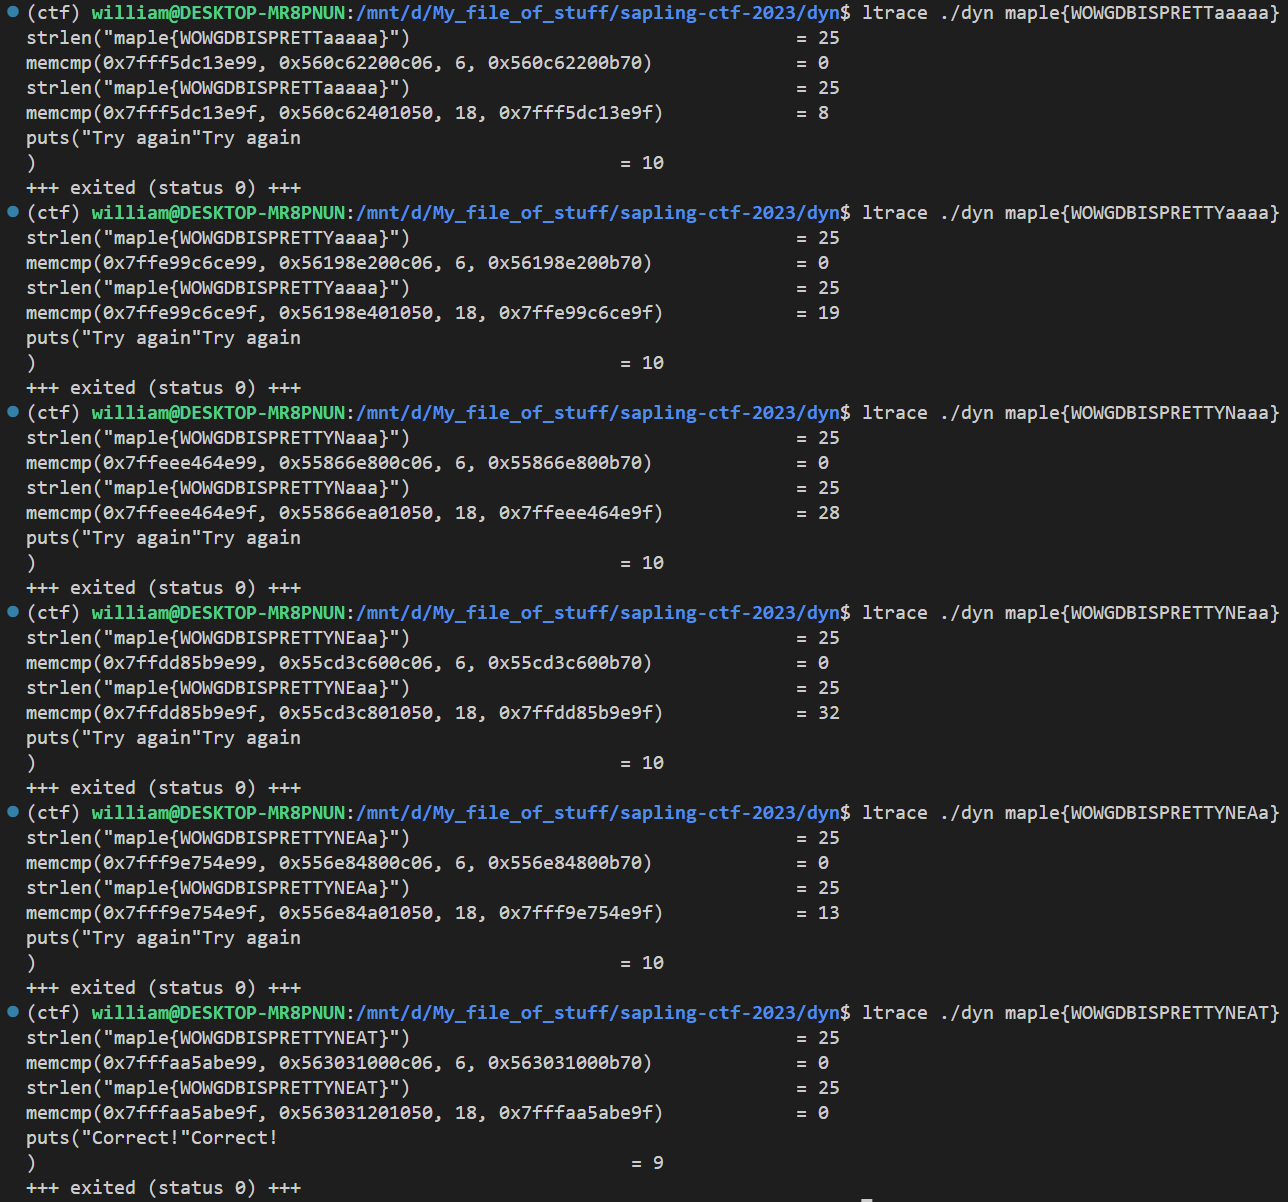 (ctf) william@DESKTOP-MR8PNUN:/mnt/d/My_file_of_stuff/sapling-ctf-2023/dyn$ ltrace ./dyn maple{WOWGDBISPRETTaaaaa}
strlen("maple{WOWGDBISPRETTaaaaa}") = 25
memcmp(0x7fff5dc13e99, 0x560c62200c06, 6, 0x560c62200b70) = 0
strlen("maple{WOWGDBISPRETTaaaaa}") = 25
memcmp(0x7fff5dc13e9f, 0x560c62401050, 18, 0x7fff5dc13e9f) = 8
puts("Try again"Try again
) = 10
+++ exited (status 0) +++
(ctf) william@DESKTOP-MR8PNUN:/mnt/d/My_file_of_stuff/sapling-ctf-2023/dyn$ ltrace ./dyn maple{WOWGDBISPRETTYaaaa}
strlen("maple{WOWGDBISPRETTYaaaa}") = 25
memcmp(0x7ffe99c6ce99, 0x56198e200c06, 6, 0x56198e200b70) = 0
strlen("maple{WOWGDBISPRETTYaaaa}") = 25
memcmp(0x7ffe99c6ce9f, 0x56198e401050, 18, 0x7ffe99c6ce9f) = 19
puts("Try again"Try again
) = 10
+++ exited (status 0) +++
(ctf) william@DESKTOP-MR8PNUN:/mnt/d/My_file_of_stuff/sapling-ctf-2023/dyn$ ltrace ./dyn maple{WOWGDBISPRETTYNaaa}
strlen("maple{WOWGDBISPRETTYNaaa}") = 25
memcmp(0x7ffeee464e99, 0x55866e800c06, 6, 0x55866e800b70) = 0
strlen("maple{WOWGDBISPRETTYNaaa}") = 25
memcmp(0x7ffeee464e9f, 0x55866ea01050, 18, 0x7ffeee464e9f) = 28
puts("Try again"Try again
) = 10
+++ exited (status 0) +++
(ctf) william@DESKTOP-MR8PNUN:/mnt/d/My_file_of_stuff/sapling-ctf-2023/dyn$ ltrace ./dyn maple{WOWGDBISPRETTYNEaa}
strlen("maple{WOWGDBISPRETTYNEaa}") = 25
memcmp(0x7ffdd85b9e99, 0x55cd3c600c06, 6, 0x55cd3c600b70) = 0
strlen("maple{WOWGDBISPRETTYNEaa}") = 25
memcmp(0x7ffdd85b9e9f, 0x55cd3c801050, 18, 0x7ffdd85b9e9f) = 32
puts("Try again"Try again
) = 10
+++ exited (status 0) +++
(ctf) william@DESKTOP-MR8PNUN:/mnt/d/My_file_of_stuff/sapling-ctf-2023/dyn$ ltrace ./dyn maple{WOWGDBISPRETTYNEAa}
strlen("maple{WOWGDBISPRETTYNEAa}") = 25
memcmp(0x7fff9e754e99, 0x556e84800c06, 6, 0x556e84800b70) = 0
strlen("maple{WOWGDBISPRETTYNEAa}") = 25
memcmp(0x7fff9e754e9f, 0x556e84a01050, 18, 0x7fff9e754e9f) = 13
puts("Try again"Try again
) = 10
+++ exited (status 0) +++
(ctf) william@DESKTOP-MR8PNUN:/mnt/d/My_file_of_stuff/sapling-ctf-2023/dyn$ ltrace ./dyn maple{WOWGDBISPRETTYNEAT}
strlen("maple{WOWGDBISPRETTYNEAT}") = 25
memcmp(0x7fffaa5abe99, 0x563031000c06, 6, 0x563031000b70) = 0
strlen("maple{WOWGDBISPRETTYNEAT}") = 25
memcmp(0x7fffaa5abe9f, 0x563031201050, 18, 0x7fffaa5abe9f) = 0
puts("Correct!"Correct!
) = 9
+++ exited (status 0) +++